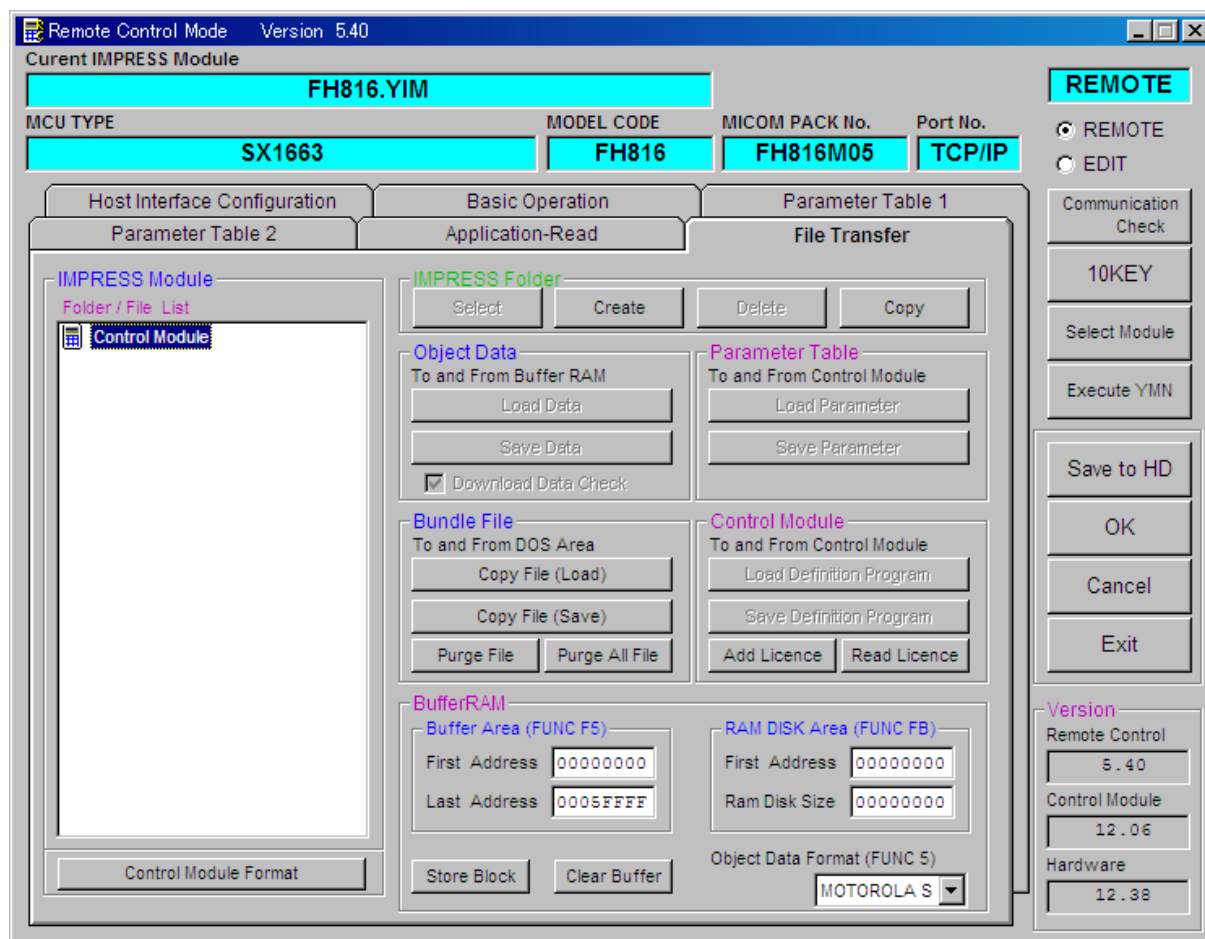 Remote Control Mode Version 5.40
Curent IMPRESS Module
FH816.YIM
REMOTE
MCU TYPE MODEL CODE MICOM PACK No. Port No.
SX1663 FH816 FH816M05 TCP/IP
REMOTE
EDIT
Host Interface Configuration Basic Operation Parameter Table 1
Parameter Table 2 Application-Read File Transfer
Communication
Check
10KEY
Select Module
Execute YMN
Save to HD
OK
Cancel
Exit
IMPRESS Module
Folder / File List
Control Module
Control Module Format
IMPRESS Folder
Select Create Delete Copy
Object Data
To and From Buffer RAM
Load Data
Save Data
Download Data Check
Parameter Table
To and From Control Module
Load Parameter
Save Parameter
Bundle File
To and From DOS Area
Copy File (Load)
Copy File (Save)
Purge File Purge All File
Control Module
To and From Control Module
Load Definition Program
Save Definition Program
Add Licence Read Licence
BufferRAM
Buffer Area (FUNC F5)
First Address 00000000
Last Address 0005FFFF
RAM DISK Area (FUNC FB)
First Address 00000000
Ram Disk Size 00000000
Store Block Clear Buffer
Object Data Format (FUNC 5)
MOTOROLA S
Version
Remote Control
5.40
Control Module
12.06
Hardware
12.38